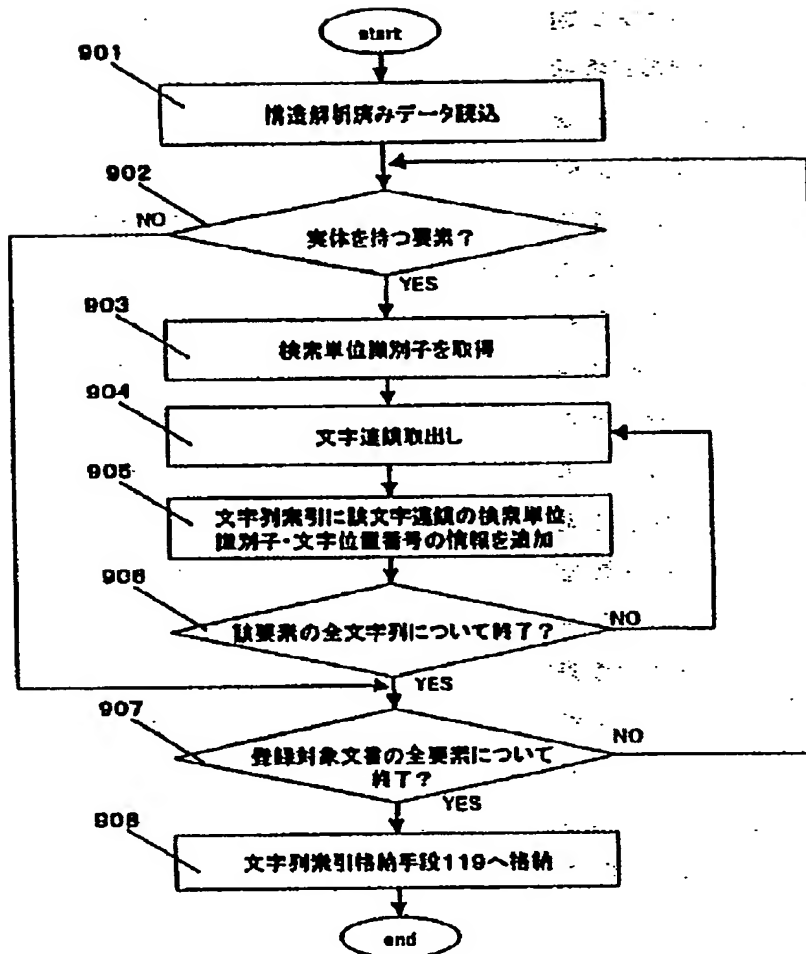 start
901
構造解析済みデータ読込
902
NO
実体を持つ要素？
YES
903
検索単位識別子を取得
904
文字連鎖取出し
905
文字列索引に該文字連鎖の検索単位
識別子・文字位置番号の情報を追加
906
該要素の全文字列について終了？
NO
YES
907
登録対象文書の全要素について
終了？
NO
YES
908
文字列索引格納手段119へ格納
end